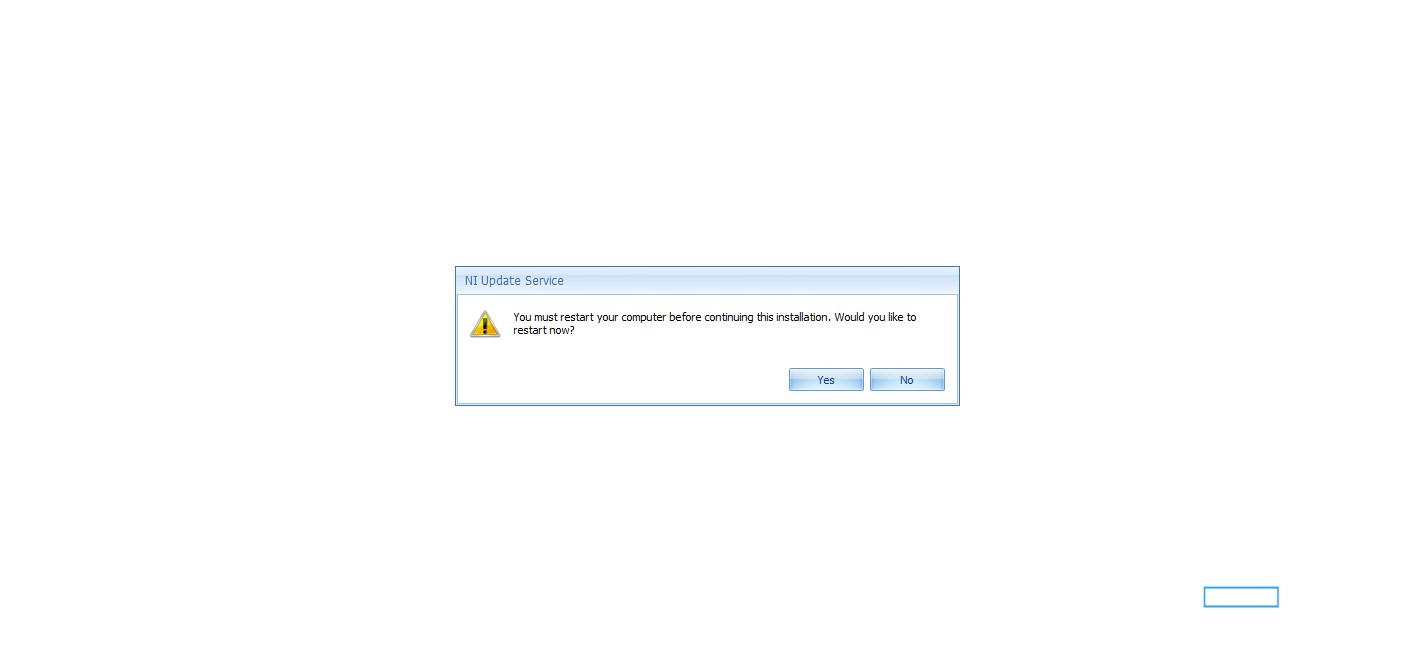 NI Update Service
You must restart your computer before continuing this installation. Would you like to
restart now?
Yes No